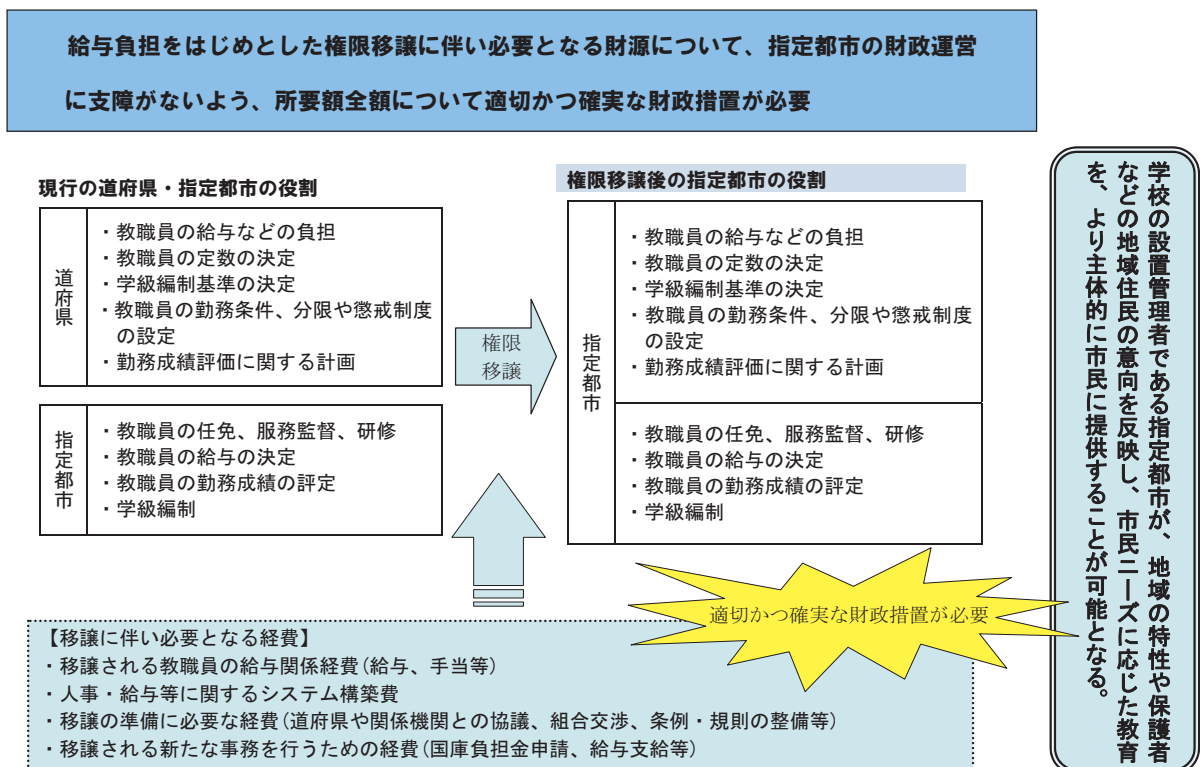 給与負担をはじめとした権限移譲に伴い必要となる財源について、指定都市の財政運営
に支障がないよう、所要額全額について適切かつ確実な財政措置が必要
現行の道府県・指定都市の役割
道府県
・教職員の給与などの負担
・教職員の定数の決定
・学級編制基準の決定
・教職員の勤務条件、分限や懲戒制度
の設定
・勤務成績評価に関する計画
指定都市
・教職員の任免、服務監督、研修
・教職員の給与の決定
・教職員の勤務成績の評定
・学級編制
権限
移譲
権限移譲後の指定都市の役割
指定都市
・教職員の給与などの負担
・教職員の定数の決定
・学級編制基準の決定
・教職員の勤務条件、分限や懲戒制度
の設定
・勤務成績評価に関する計画
・教職員の任免、服務監督、研修
・教職員の給与の決定
・教職員の勤務成績の評定
・学級編制
適切かつ確実な財政措置が必要
【移譲に伴い必要となる経費】
・移譲される教職員の給与関係経費(給与、手当等)
・人事・給与等に関するシステム構築費
・移譲の準備に必要な経費(道府県や関係機関との協議、組合交渉、条例・規則の整備等)
・移譲される新たな事務を行うための経費(国庫負担金申請、給与支給等)
学校の設置管理者である指定都市が、地域の特性や保護者
などの地域住民の意向を反映し、市民ニーズに応じた教育
を、より主体的に市民に提供することが可能となる。